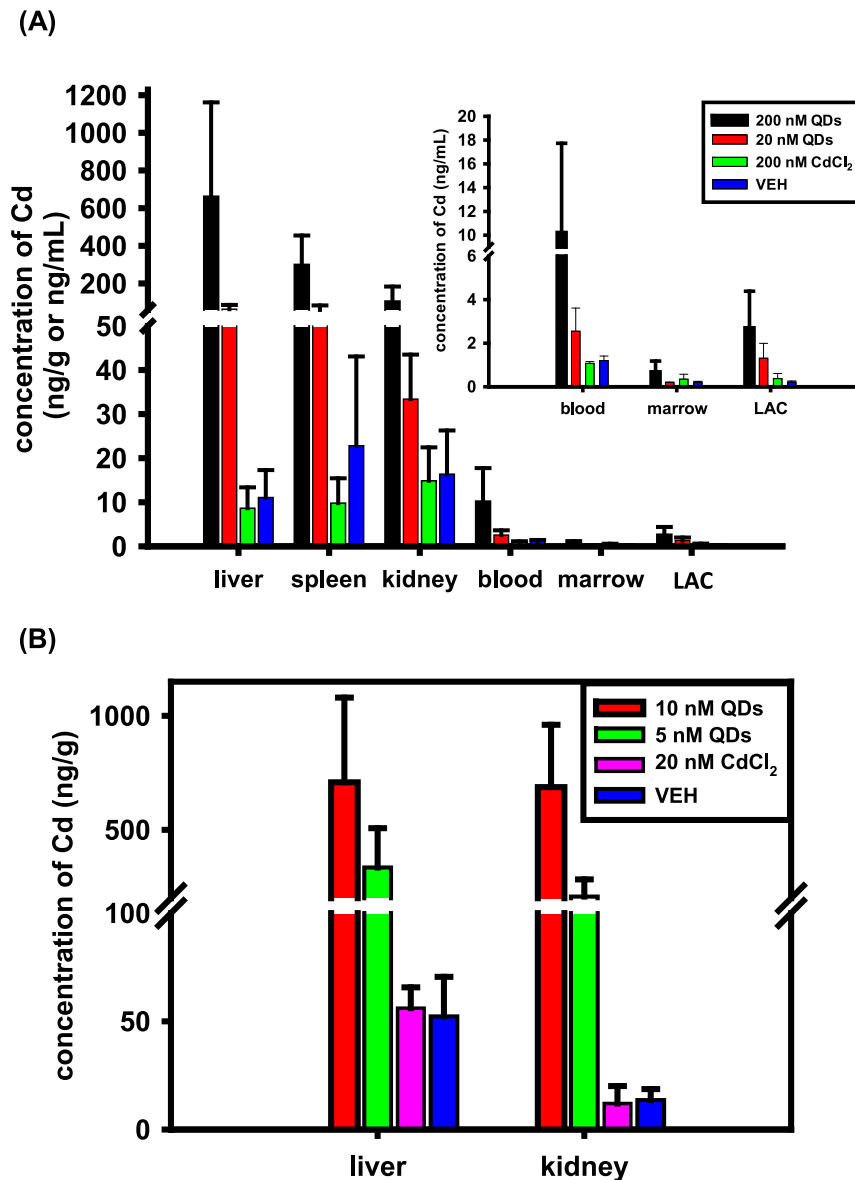 (A)
concentration of Cd
(ng/g or ng/mL)
1200
1000
800
600
400
200
50
40
30
20
10
0
liver spleen kidney blood marrow LAC
concentration of Cd (ng/mL)
20
18
16
14
12
10
8
6
4
2
0
blood marrow LAC
200 nM QDs
20 nM QDs
200 nM CdCl₂
VEH
(B)
concentration of Cd (ng/g)
1000
500
100
50
0
liver kidney
10 nM QDs
5 nM QDs
20 nM CdCl₂
VEH